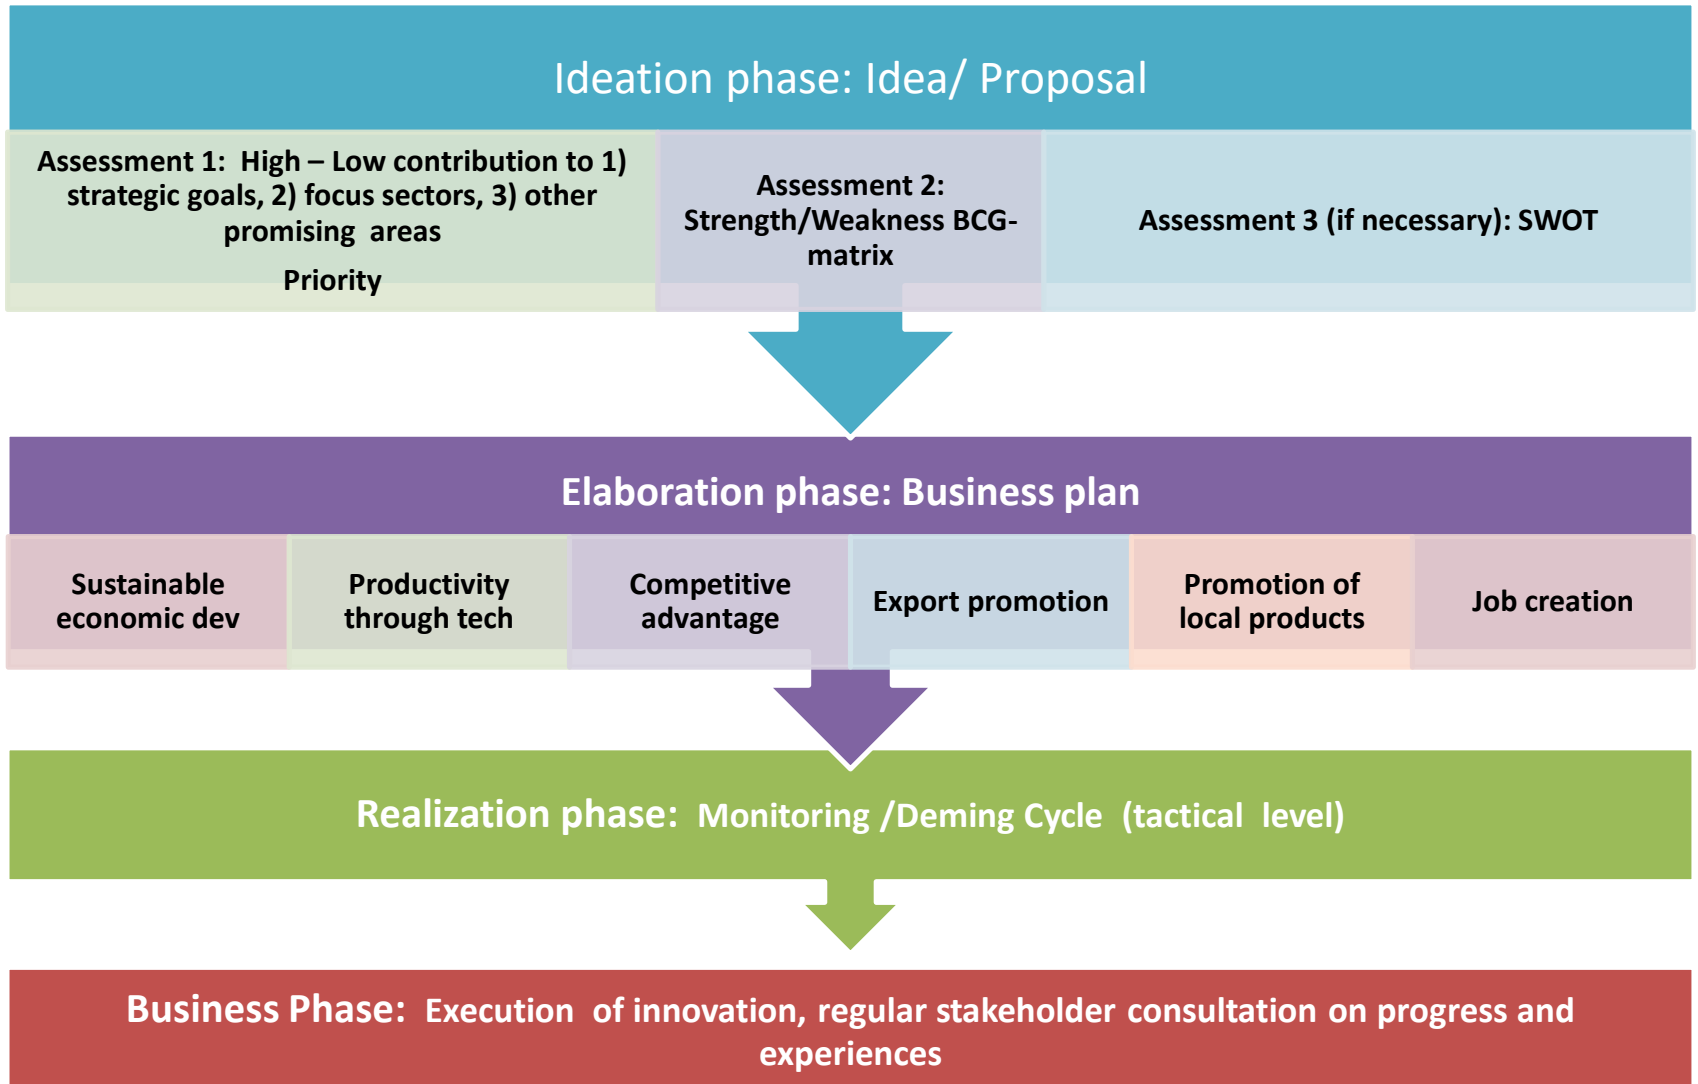 Ideation phase: Idea/ Proposal
Assessment 1: High – Low contribution to 1)
strategic goals, 2) focus sectors, 3) other
promising areas
Priority
Assessment 2:
Strength/Weakness BCG-
matrix
Assessment 3 (if necessary): SWOT
Elaboration phase: Business plan
Sustainable
economic dev
Productivity
through tech
Competitive
advantage
Export promotion
Promotion of
local products
Job creation
Realization phase: Monitoring /Deming Cycle (tactical level)
Business Phase: Execution of innovation, regular stakeholder consultation on progress and
experiences